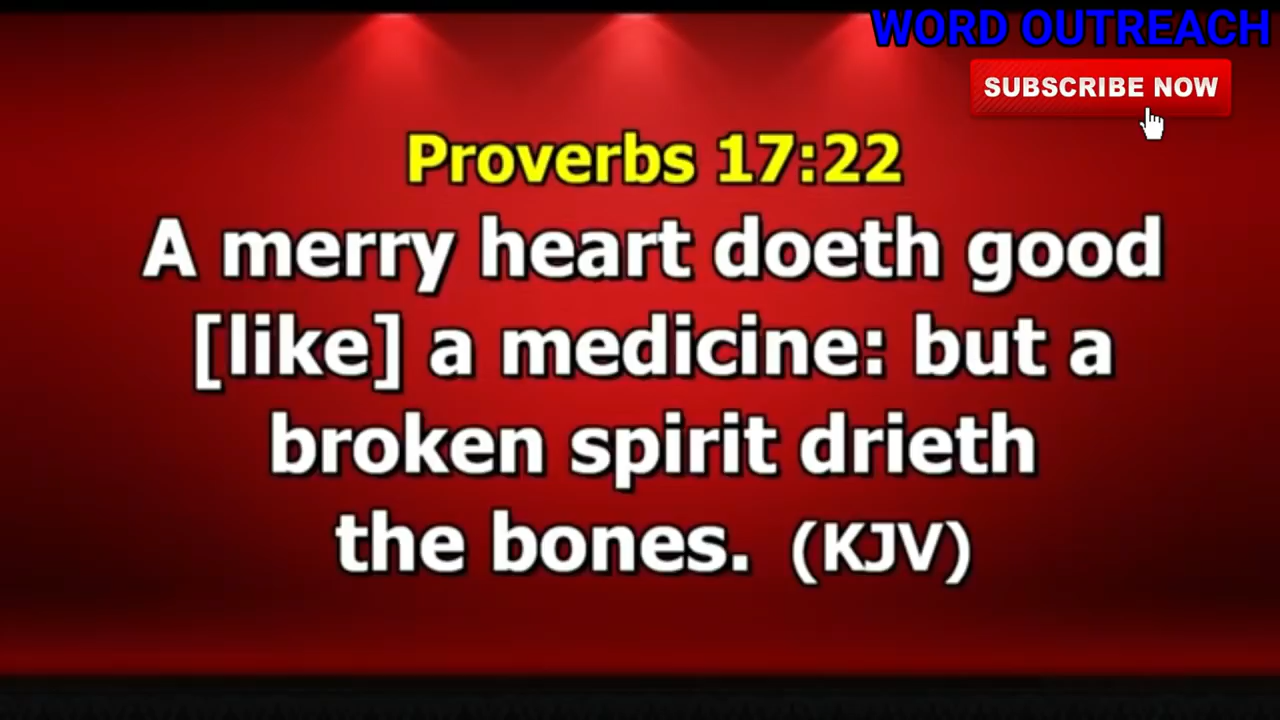 WORD OUTREACH
SUBSCRIBE NOW
Proverbs 17:22
A merry heart doeth good
[like] a medicine: but a
broken spirit drieth
the bones. (KJV)